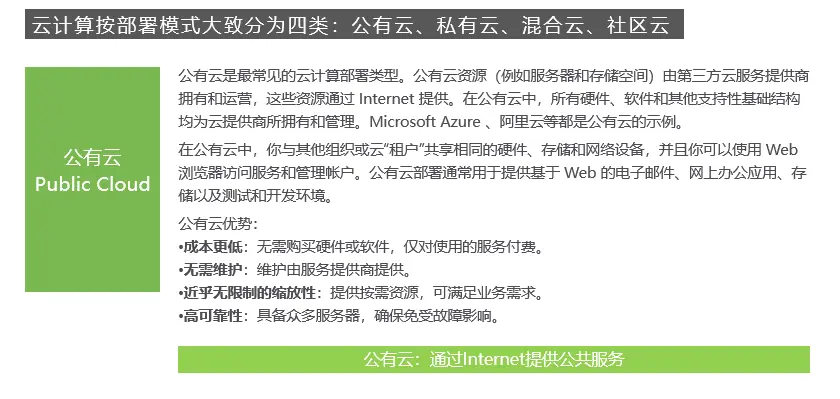 云计算按部署模式大致分为四类：公有云、私有云、混合云、社区云
公有云
Public Cloud
公有云是最常见的云计算部署类型。公有云资源（例如服务器和存储空间）由第三方云服务提供商
拥有和运营，这些资源通过 Internet 提供。在公有云中，所有硬件、软件和其他支持性基础结构
均为云提供商所拥有和管理。Microsoft Azure 、阿里云等都是公有云的示例。
在公有云中，你与其他组织或云“租户”共享相同的硬件、存储和网络设备，并且你可以使用 Web
浏览器访问服务和管理帐户。公有云部署通常用于提供基于 Web 的电子邮件、网上办公应用、存
储以及测试和开发环境。
公有云优势：
•成本更低：无需购买硬件或软件，仅对使用的服务付费。
•无需维护：维护由服务提供商提供。
•近乎无限制的缩放性：提供按需资源，可满足业务需求。
•高可靠性：具备众多服务器，确保免受故障影响。
公有云：通过Internet提供公共服务